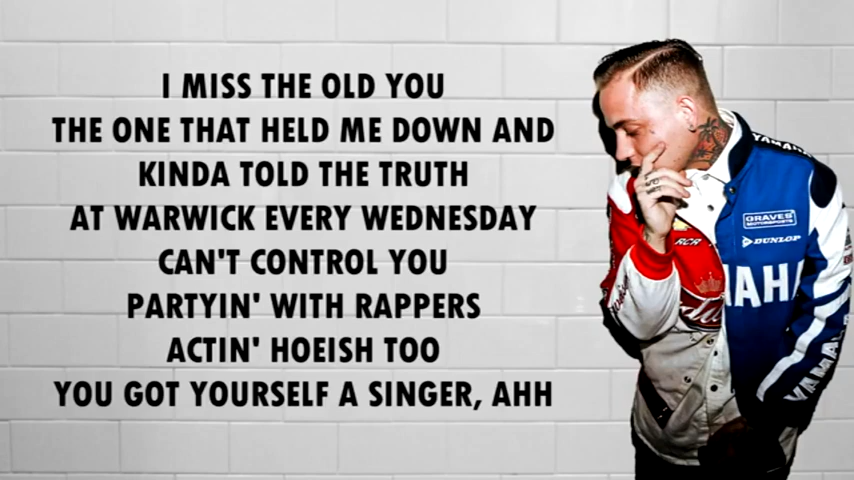 I MISS THE OLD YOU
THE ONE THAT HELD ME DOWN AND
KINDA TOLD THE TRUTH
AT WARWICK EVERY WEDNESDAY
CAN'T CONTROL YOU
PARTYIN' WITH RAPPERS
ACTIN' HOEISH TOO
YOU GOT YOURSELF A SINGER, AHH
YAMAHA
GRAVES
MOTORSPORTS
DUNLOP
RCR
YAMAHA